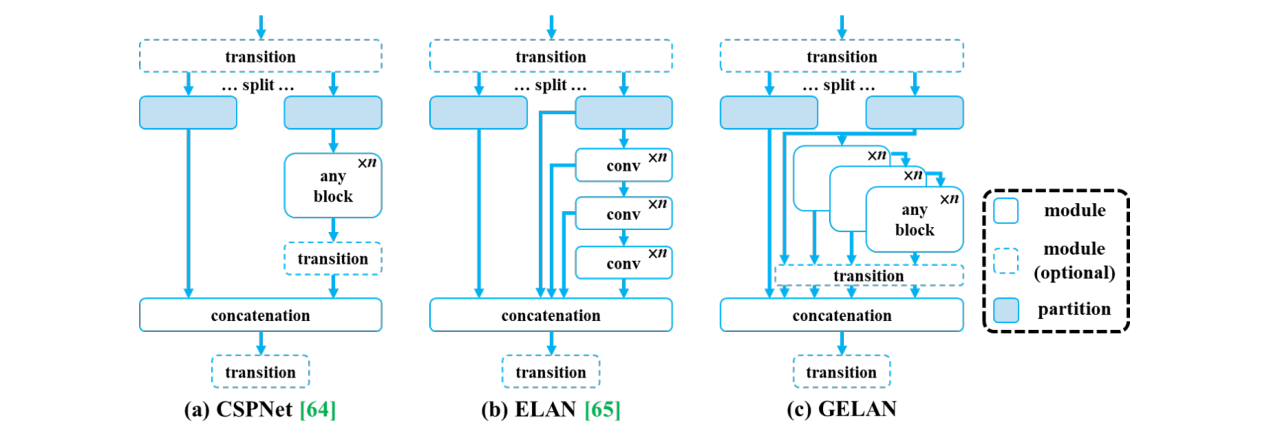 transition
… split …
×n
any
block
transition
concatenation
transition
(a) CSPNet [64]
transition
… split …
conv ×n
conv ×n
conv ×n
concatenation
transition
(b) ELAN [65]
transition
… split …
×n
×n
×n
any
block
transition
concatenation
transition
(c) GELAN
module
module
(optional)
partition